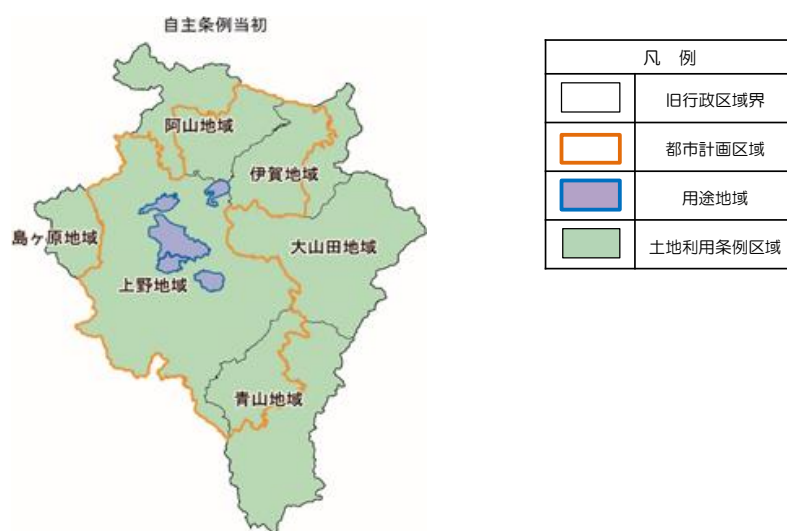 自主条例当初
阿山地域
伊賀地域
島ヶ原地域
大山田地域
上野地域
青山地域
凡 例
旧行政区域界
都市計画区域
用途地域
土地利用条例区域